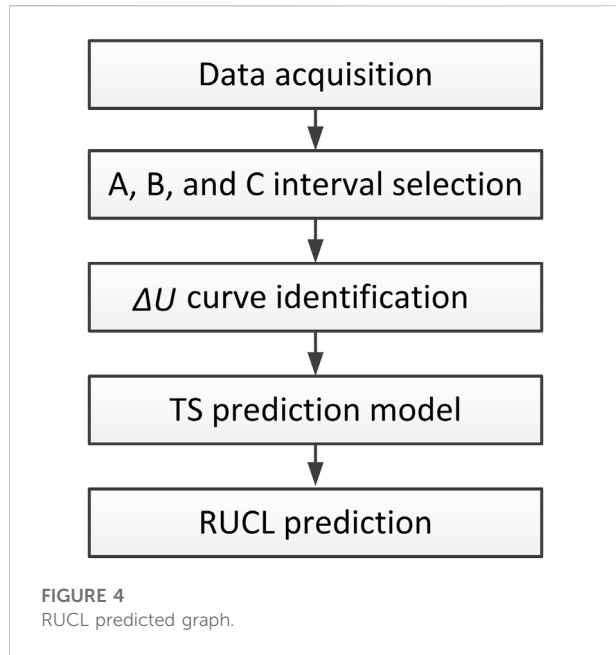 Data acquisition
A, B, and C interval selection
ΔU curve identification
TS prediction model
RUCL prediction
FIGURE 4
RUCL predicted graph.